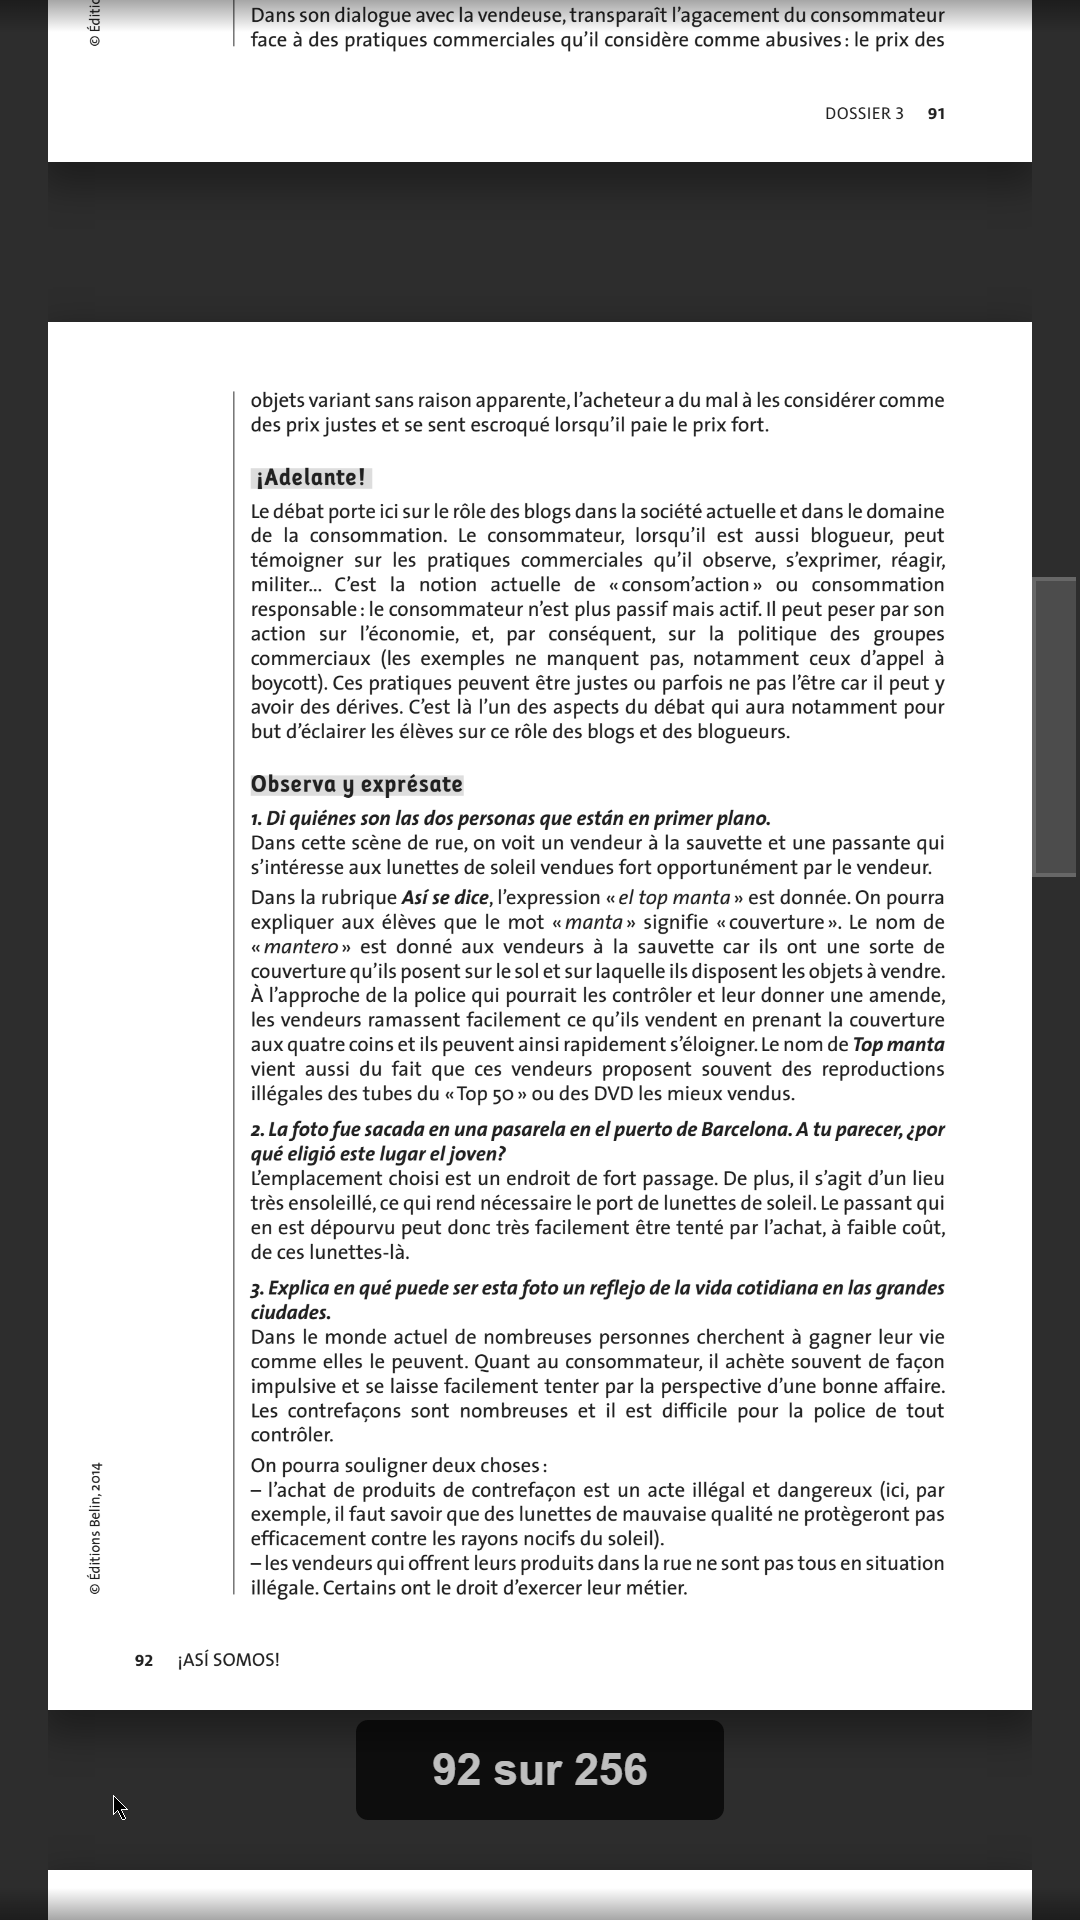 Dans son dialogue avec la vendeuse, transparaît l’agacement du consommateur
face à des pratiques commerciales qu’il considère comme abusives : le prix des
© Éditio
DOSSIER 3 91
objets variant sans raison apparente, l’acheteur a du mal à les considérer comme
des prix justes et se sent escroqué lorsqu’il paie le prix fort.
¡Adelante!
Le débat porte ici sur le rôle des blogs dans la société actuelle et dans le domaine
de la consommation. Le consommateur, lorsqu’il est aussi blogueur, peut
témoigner sur les pratiques commerciales qu’il observe, s’exprimer, réagir,
militer... C’est la notion actuelle de « consom’action » ou consommation
responsable : le consommateur n’est plus passif mais actif. Il peut peser par son
action sur l’économie, et, par conséquent, sur la politique des groupes
commerciaux (les exemples ne manquent pas, notamment ceux d’appel à
boycott). Ces pratiques peuvent être justes ou parfois ne pas l’être car il peut y
avoir des dérives. C’est là l’un des aspects du débat qui aura notamment pour
but d’éclairer les élèves sur ce rôle des blogs et des blogueurs.
Observa y exprésate
1. Di quiénes son las dos personas que están en primer plano.
Dans cette scène de rue, on voit un vendeur à la sauvette et une passante qui
s’intéresse aux lunettes de soleil vendues fort opportunément par le vendeur.
Dans la rubrique Así se dice, l’expression « el top manta » est donnée. On pourra
expliquer aux élèves que le mot « manta » signifie « couverture ». Le nom de
« mantero » est donné aux vendeurs à la sauvette car ils ont une sorte de
couverture qu’ils posent sur le sol et sur laquelle ils disposent les objets à vendre.
À l’approche de la police qui pourrait les contrôler et leur donner une amende,
les vendeurs ramassent facilement ce qu’ils vendent en prenant la couverture
aux quatre coins et ils peuvent ainsi rapidement s’éloigner. Le nom de Top manta
vient aussi du fait que ces vendeurs proposent souvent des reproductions
illégales des tubes du « Top 50 » ou des DVD les mieux vendus.
2. La foto fue sacada en una pasarela en el puerto de Barcelona. A tu parecer, ¿por
qué eligió este lugar el joven?
L’emplacement choisi est un endroit de fort passage. De plus, il s’agit d’un lieu
très ensoleillé, ce qui rend nécessaire le port de lunettes de soleil. Le passant qui
en est dépourvu peut donc très facilement être tenté par l’achat, à faible coût,
de ces lunettes-là.
3. Explica en qué puede ser esta foto un reflejo de la vida cotidiana en las grandes
ciudades.
Dans le monde actuel de nombreuses personnes cherchent à gagner leur vie
comme elles le peuvent. Quant au consommateur, il achète souvent de façon
impulsive et se laisse facilement tenter par la perspective d’une bonne affaire.
Les contrefaçons sont nombreuses et il est difficile pour la police de tout
contrôler.
On pourra souligner deux choses :
– l’achat de produits de contrefaçon est un acte illégal et dangereux (ici, par
exemple, il faut savoir que des lunettes de mauvaise qualité ne protègeront pas
efficacement contre les rayons nocifs du soleil).
– les vendeurs qui offrent leurs produits dans la rue ne sont pas tous en situation
illégale. Certains ont le droit d’exercer leur métier.
© Éditions Belin, 2014
92 ¡ASÍ SOMOS!
92 sur 256